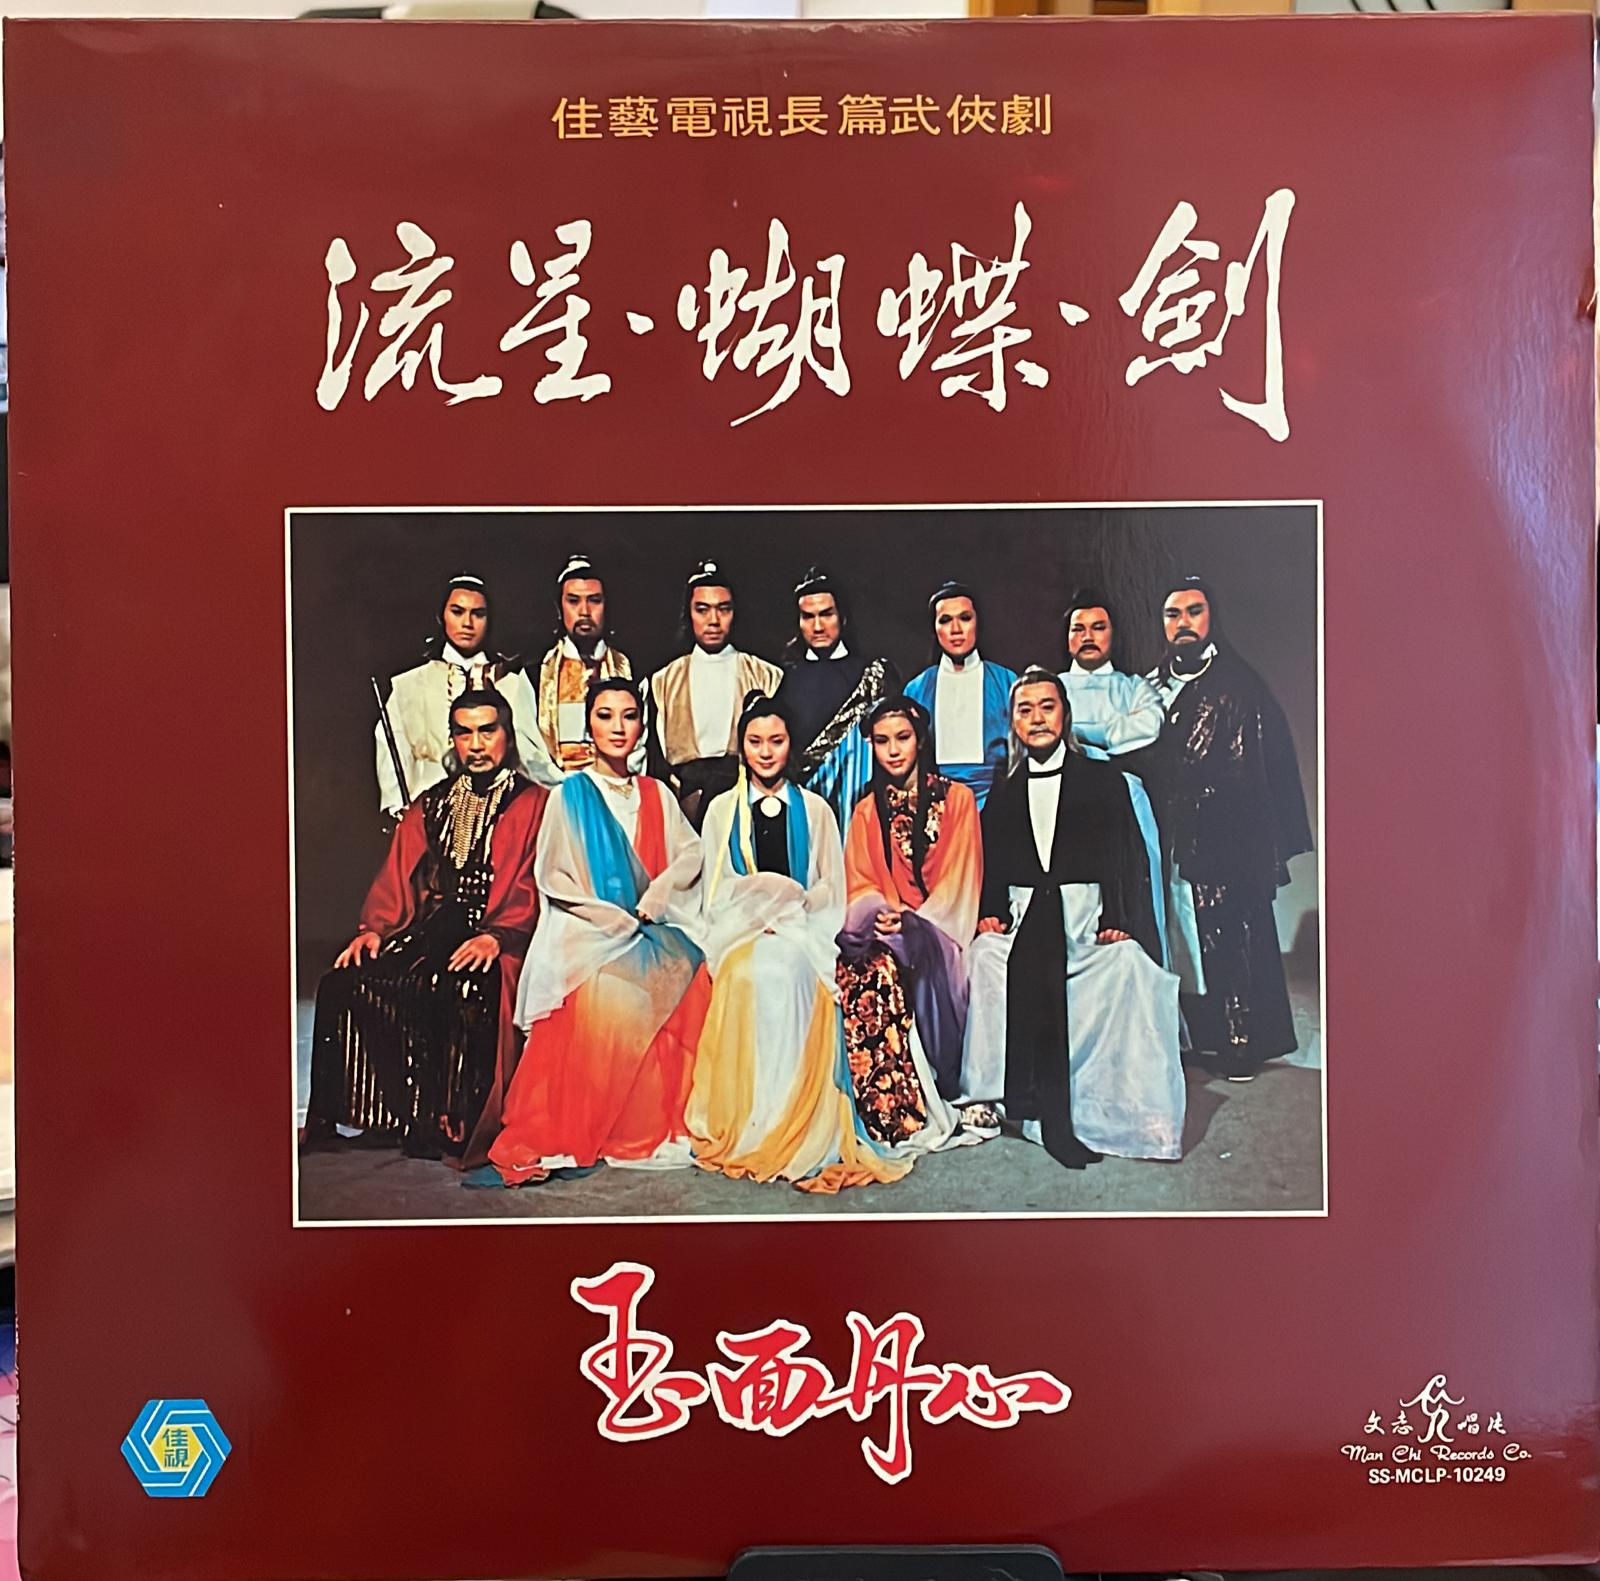 佳藝電視長篇武俠劇
流星·蝴蝶·劍
玉面丹心
佳視
文志唱片
Man Chi Records Co.
SS-MCLP-10249